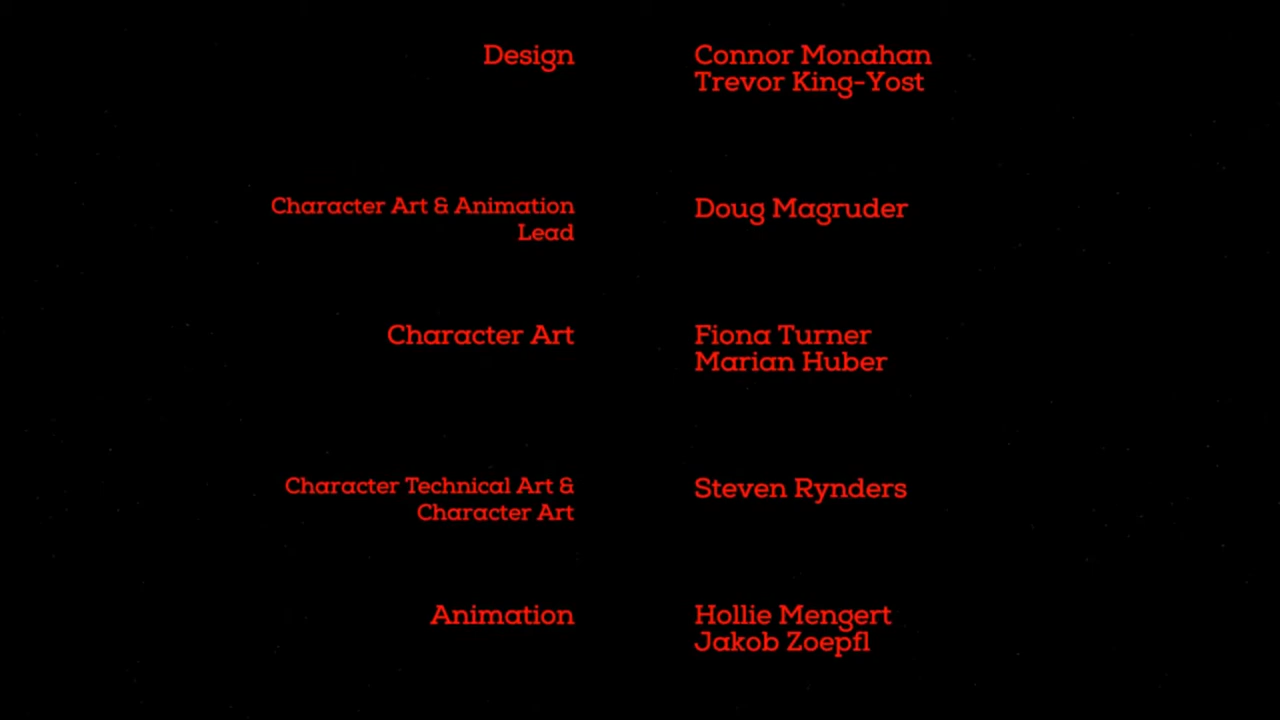 Design
Connor Monahan
Trevor King-Yost
Character Art & Animation
Lead
Doug Magruder
Character Art
Fiona Turner
Marian Huber
Character Technical Art &
Character Art
Steven Rynders
Animation
Hollie Mengert
Jakob Zoepfl